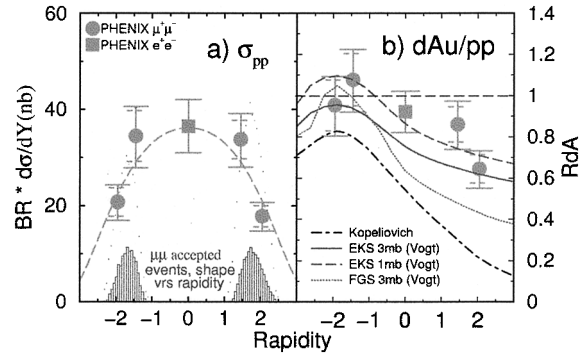 PHENIX μ⁺μ⁻
PHENIX e⁺e⁻
a) σpp
b) dAu/pp
BR * dσ/dY(nb)
60
40
20
0
μμ accepted
events, shape
vrs rapidity
Kopeliovich
EKS 3mb (Vogt)
EKS 1mb (Vogt)
FGS 3mb (Vogt)
1.4
1.2
1
0.8
0.6
0.4
0.2
0
RdA
-2 -1 0 1 2 -2 -1 0 1 2
Rapidity